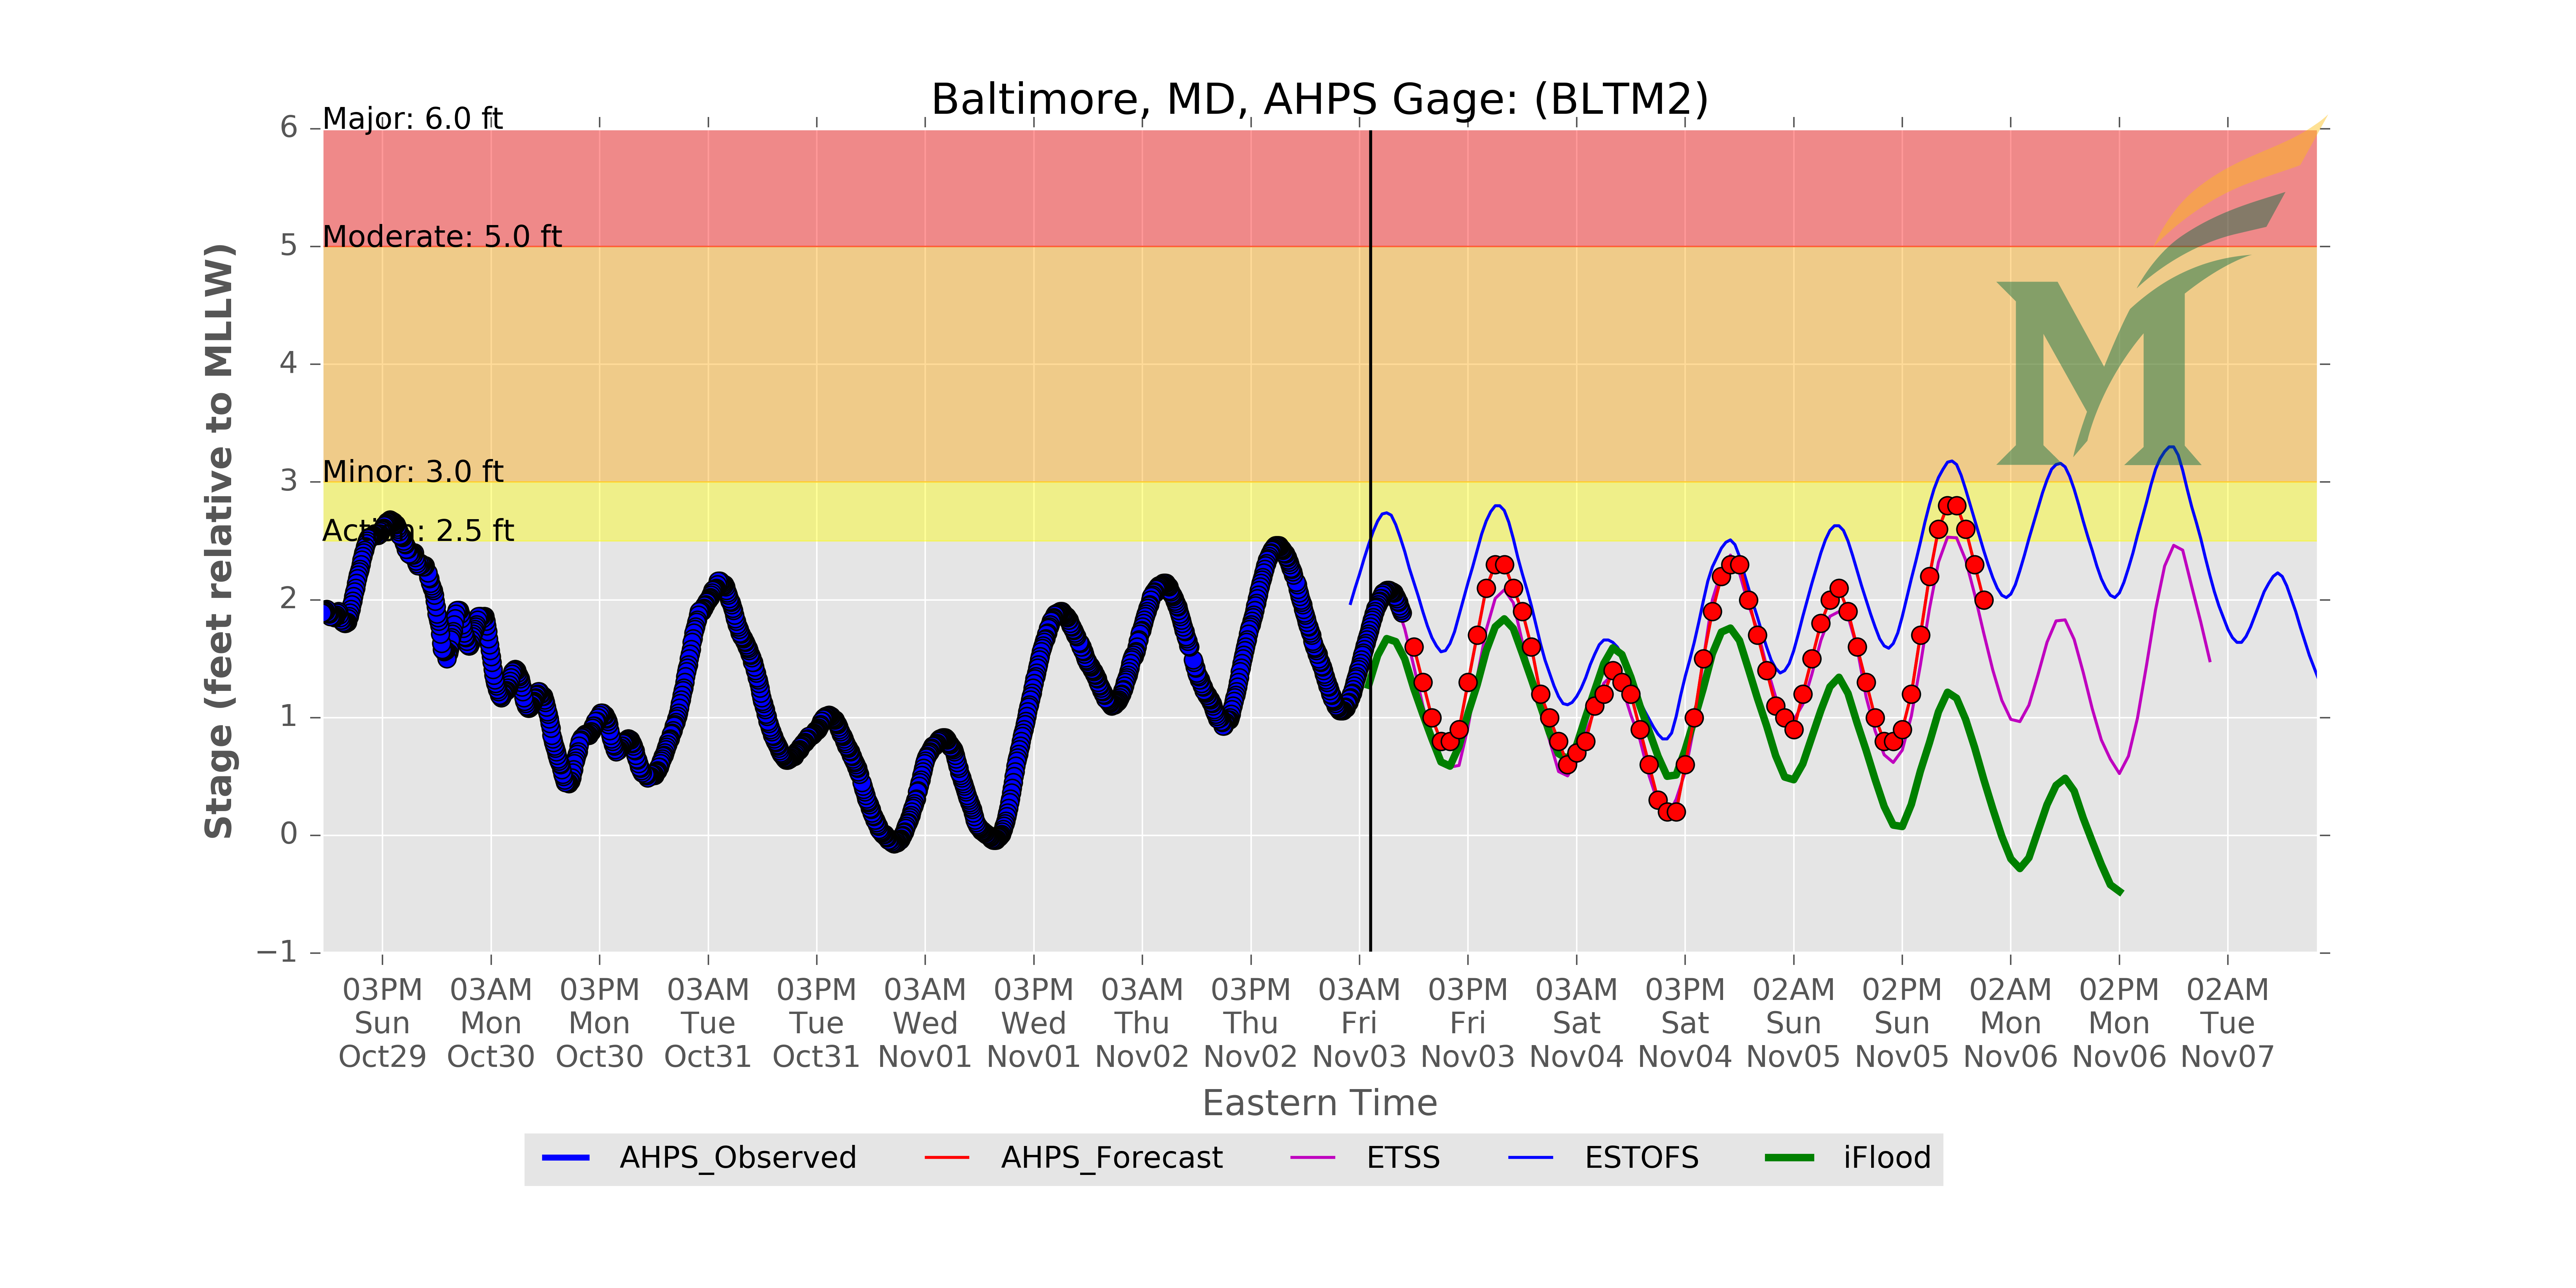 Baltimore, MD, AHPS Gage: (BLTM2)
Major: 6.0 ft
Moderate: 5.0 ft
Minor: 3.0 ft
Action: 2.5 ft
Stage (feet relative to MLLW)
6
5
4
3
2
1
0
−1
03PM 03AM 03PM 03AM 03PM 03AM 03PM 03AM 03PM 03AM 03PM 03AM 03PM 02AM 02PM 02AM 02PM 02AM
Sun Mon Mon Tue Tue Wed Wed Thu Thu Fri Fri Sat Sat Sun Sun Mon Mon Tue
Oct29 Oct30 Oct30 Oct31 Oct31 Nov01 Nov01 Nov02 Nov02 Nov03 Nov03 Nov04 Nov04 Nov05 Nov05 Nov06 Nov06 Nov07
Eastern Time
AHPS_Observed AHPS_Forecast ETSS ESTOFS iFlood
M